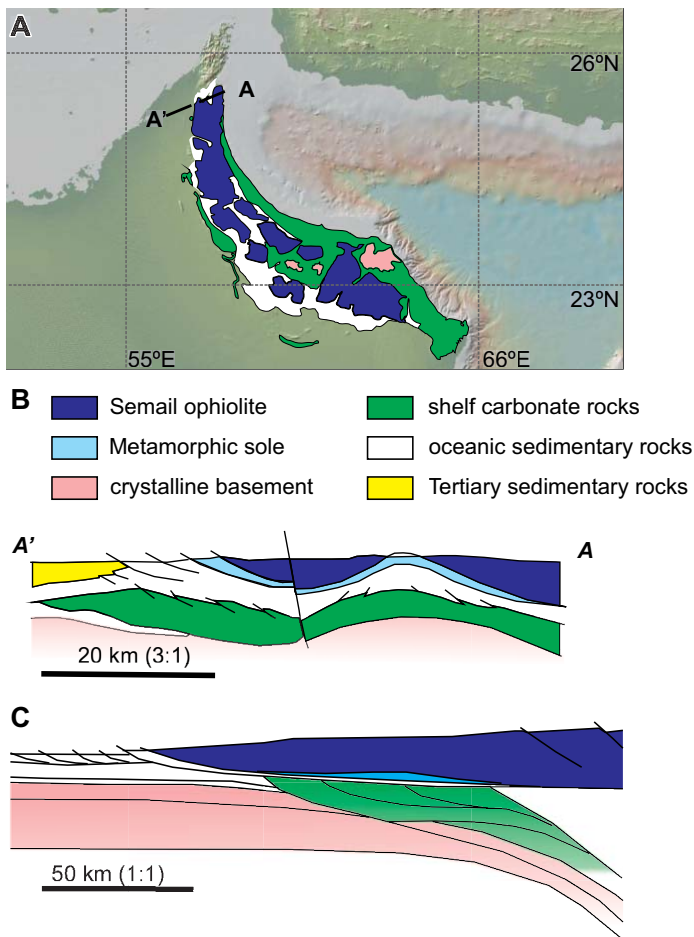 A
26ºN
A
A'
23ºN
55ºE
66ºE
B
Semail ophiolite
shelf carbonate rocks
Metamorphic sole
oceanic sedimentary rocks
crystalline basement
Tertiary sedimentary rocks
A'
A
20 km (3:1)
C
50 km (1:1)